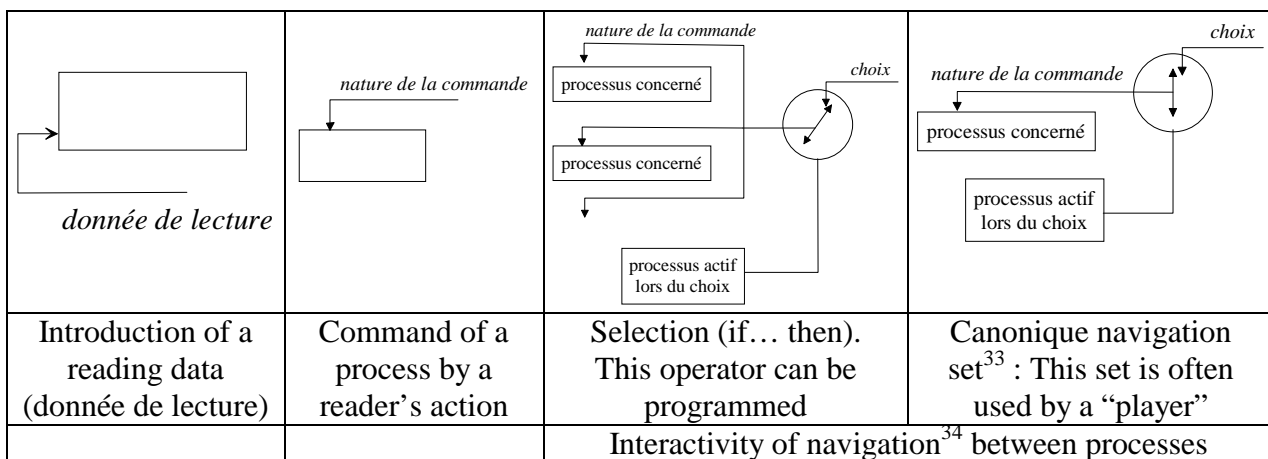 donnée de lecture
nature de la commande
nature de la commande
processus concerné
choix
processus concerné
processus actif
lors du choix
choix
nature de la commande
processus concerné
processus actif
lors du choix
Introduction of a
reading data
(donnée de lecture)
Command of a
process by a
reader’s action
Selection (if… then).
This operator can be
programmed
Canonique navigation
set33 : This set is often
used by a “player”
Interactivity of navigation34 between processes